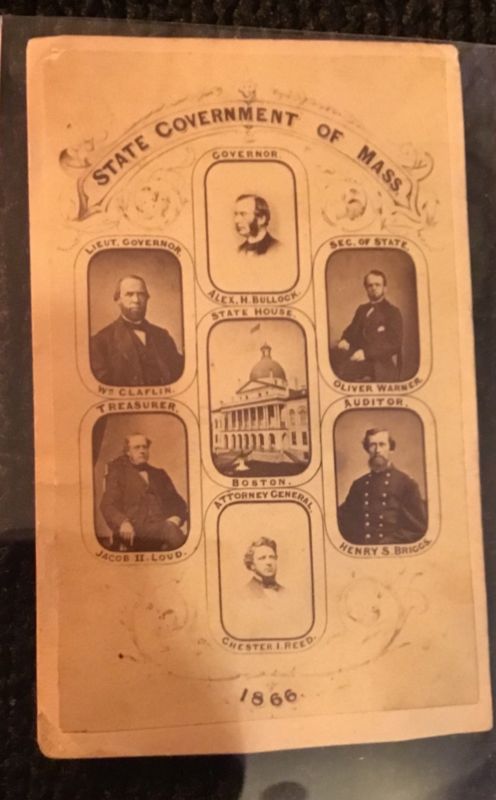 STATE GOVERNMENT OF MASS.
GOVERNOR.
ALEX. H. BULLOCK.
LIEUT. GOVERNOR.
WM CLAFLIN.
SEC. OF STATE.
OLIVER WARNER.
STATE HOUSE.
BOSTON.
TREASURER.
JACOB H. LOUD.
AUDITOR.
HENRY S. BRIGGS.
ATTORNEY GENERAL.
CHESTER I. REED.
1866.